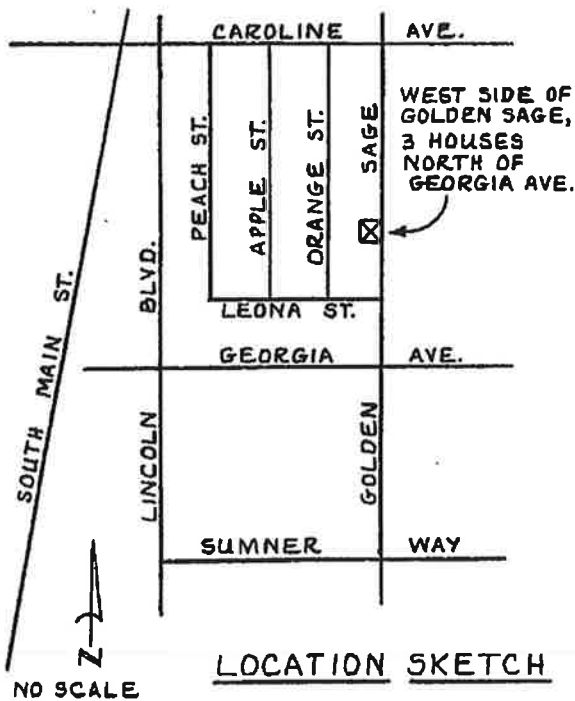 CAROLINE AVE.
WEST SIDE OF
GOLDEN SAGE,
3 HOUSES
NORTH OF
GEORGIA AVE.
PEACH ST.
APPLE ST.
ORANGE ST.
GOLDEN SAGE
LINCOLN BLVD.
SOUTH MAIN ST.
LEONA ST.
GEORGIA AVE.
SUMNER WAY
N
NO SCALE
LOCATION SKETCH